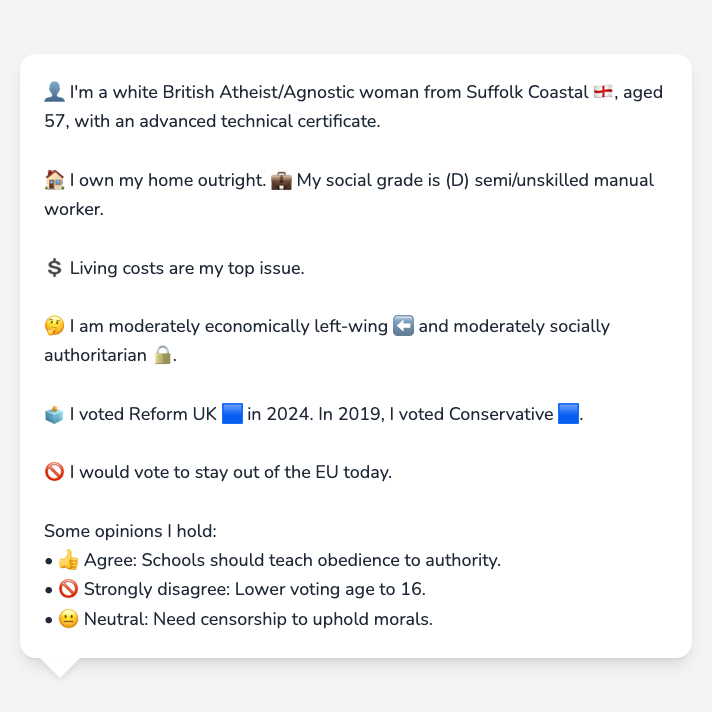 👤 I'm a white British Atheist/Agnostic woman from Suffolk Coastal 🏴󠁧󠁢󠁥󠁮󠁧󠁿, aged
57, with an advanced technical certificate.
🏠 I own my home outright. 💼 My social grade is (D) semi/unskilled manual
worker.
💲 Living costs are my top issue.
🤔 I am moderately economically left-wing ⬅️ and moderately socially
authoritarian 🔒.
🗳️ I voted Reform UK 🟦 in 2024. In 2019, I voted Conservative 🟦.
🚫 I would vote to stay out of the EU today.
Some opinions I hold:
• 👍 Agree: Schools should teach obedience to authority.
• 🚫 Strongly disagree: Lower voting age to 16.
• 😐 Neutral: Need censorship to uphold morals.